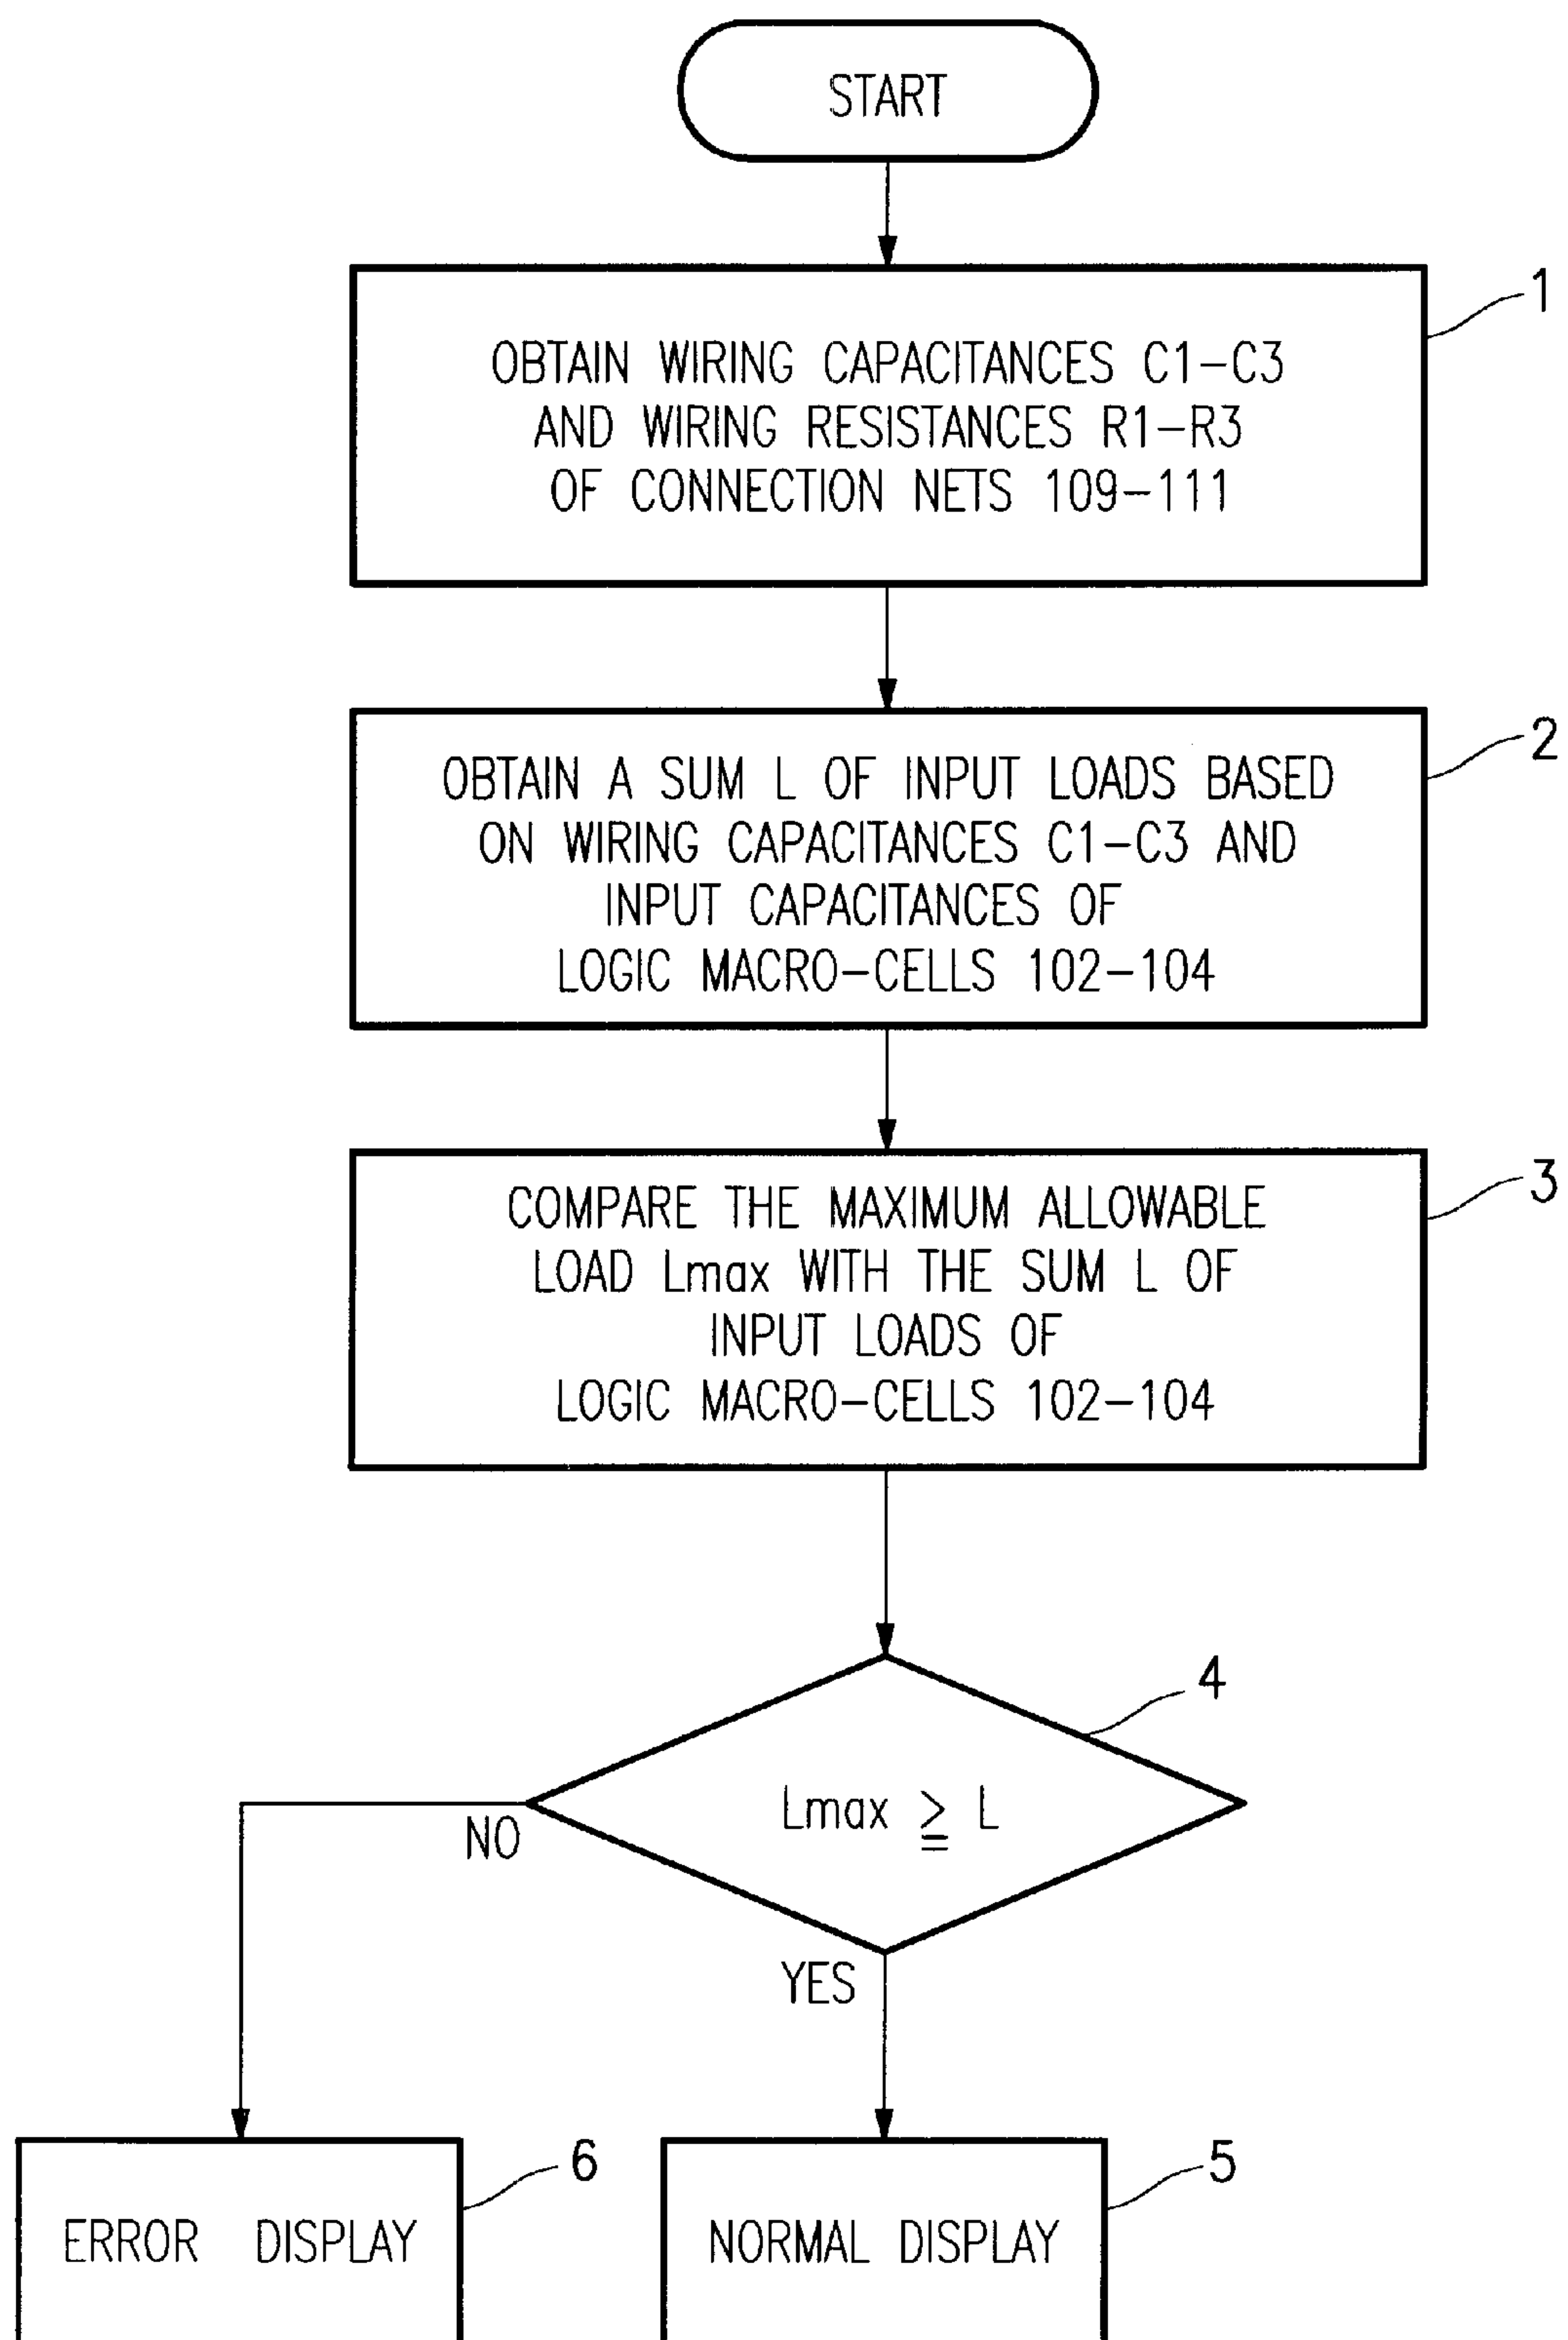 START
1
OBTAIN WIRING CAPACITANCES C1-C3
AND WIRING RESISTANCES R1-R3
OF CONNECTION NETS 109-111
2
OBTAIN A SUM L OF INPUT LOADS BASED
ON WIRING CAPACITANCES C1-C3 AND
INPUT CAPACITANCES OF
LOGIC MACRO-CELLS 102-104
3
COMPARE THE MAXIMUM ALLOWABLE
LOAD Lmax WITH THE SUM L OF
INPUT LOADS OF
LOGIC MACRO-CELLS 102-104
4
Lmax ≧ L
NO
YES
6
5
ERROR DISPLAY
NORMAL DISPLAY